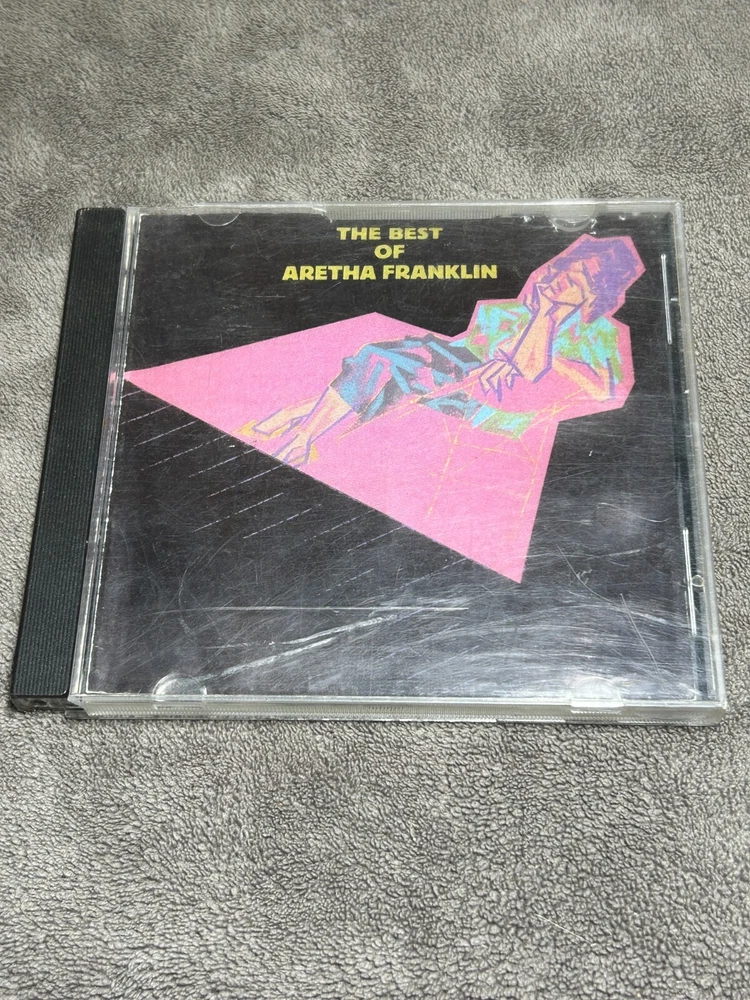 THE BEST
OF
ARETHA FRANKLIN